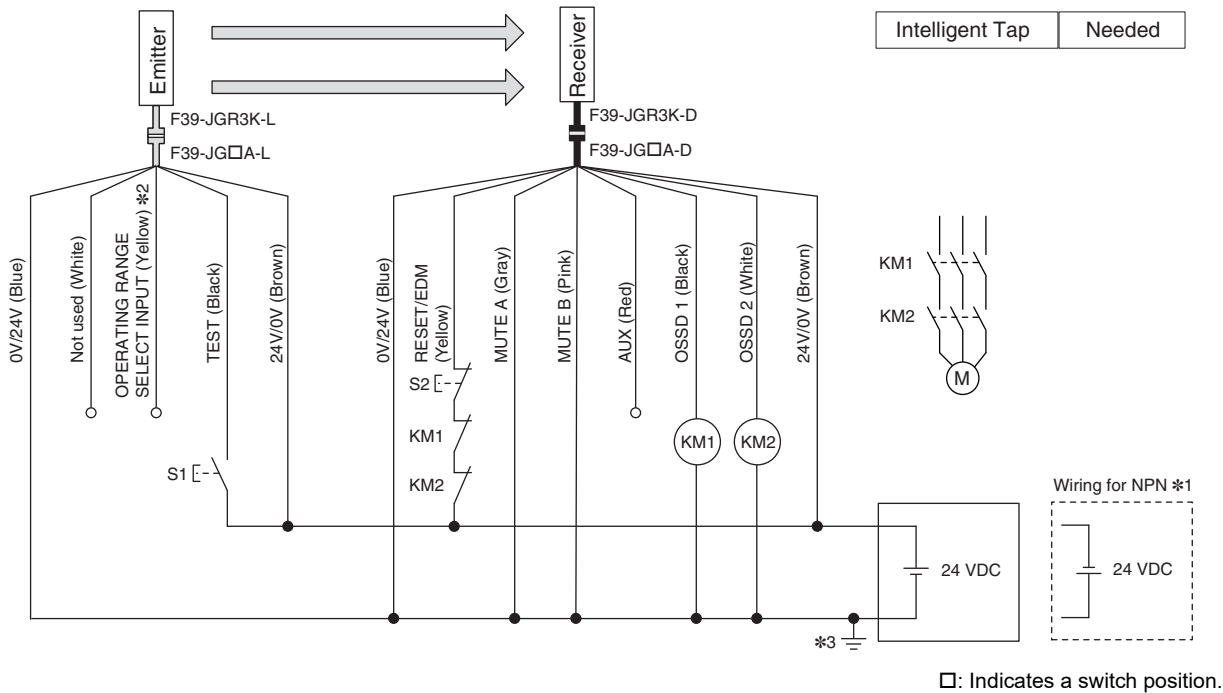 Emitter
Receiver
Intelligent Tap
Needed
F39-JGR3K-L
F39-JG□A-L
F39-JGR3K-D
F39-JG□A-D
0V/24V (Blue)
Not used (White)
OPERATING RANGE
SELECT INPUT (Yellow) ✻2
TEST (Black)
24V/0V (Brown)
0V/24V (Blue)
RESET/EDM
(Yellow)
MUTE A (Gray)
MUTE B (Pink)
AUX (Red)
OSSD 1 (Black)
OSSD 2 (White)
24V/0V (Brown)
KM1
KM2
M
S2
KM1
KM2
KM1
KM2
S1
Wiring for NPN ✻1
24 VDC
24 VDC
✻3
□: Indicates a switch position.